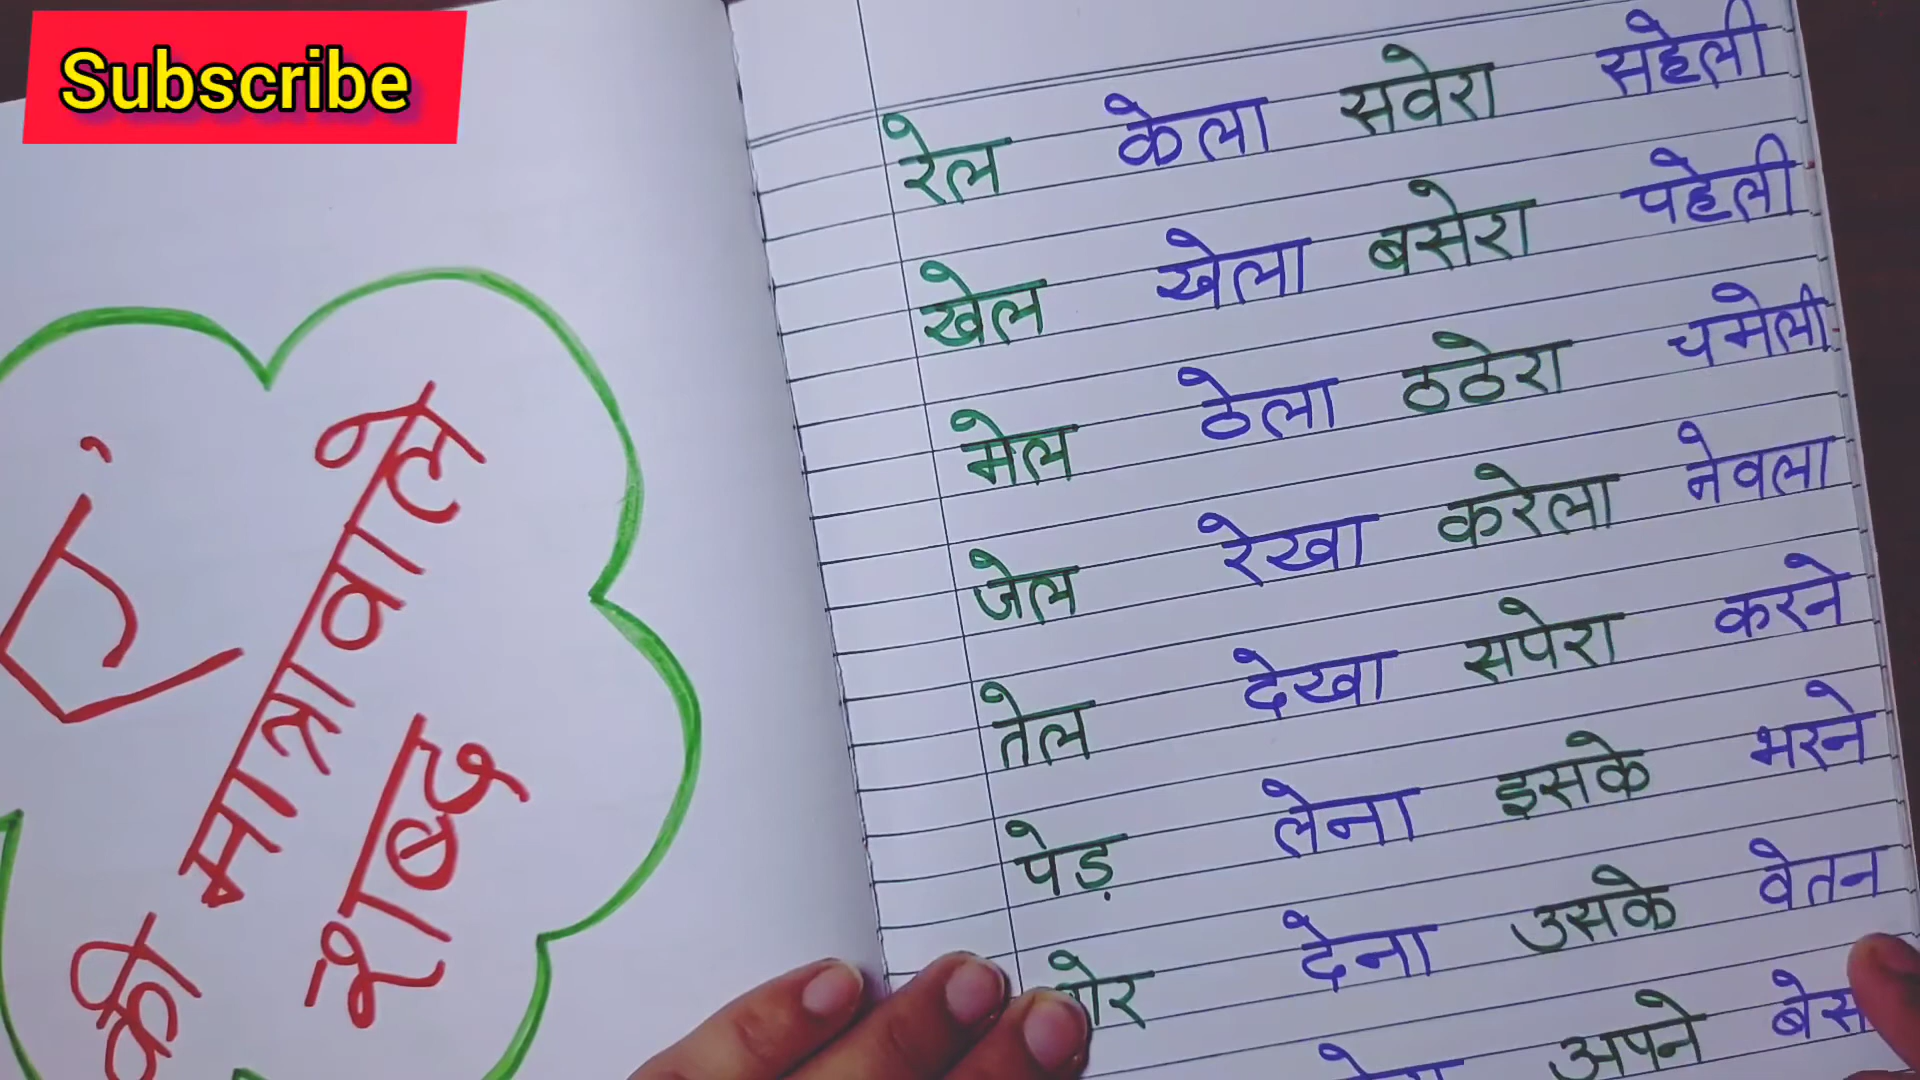 Subscribe
ए
की मात्रा वाले
शब्द
रेल केला सवेरा सहेली
खेल खेला बसेरा पहेली
मेल ठेला ठठेरा चमेली
जेल रेखा करेला नेवला
तेल देखा सपेरा करने
पेड़ लेना इसके भरने
देना उसके वेतन
अपने